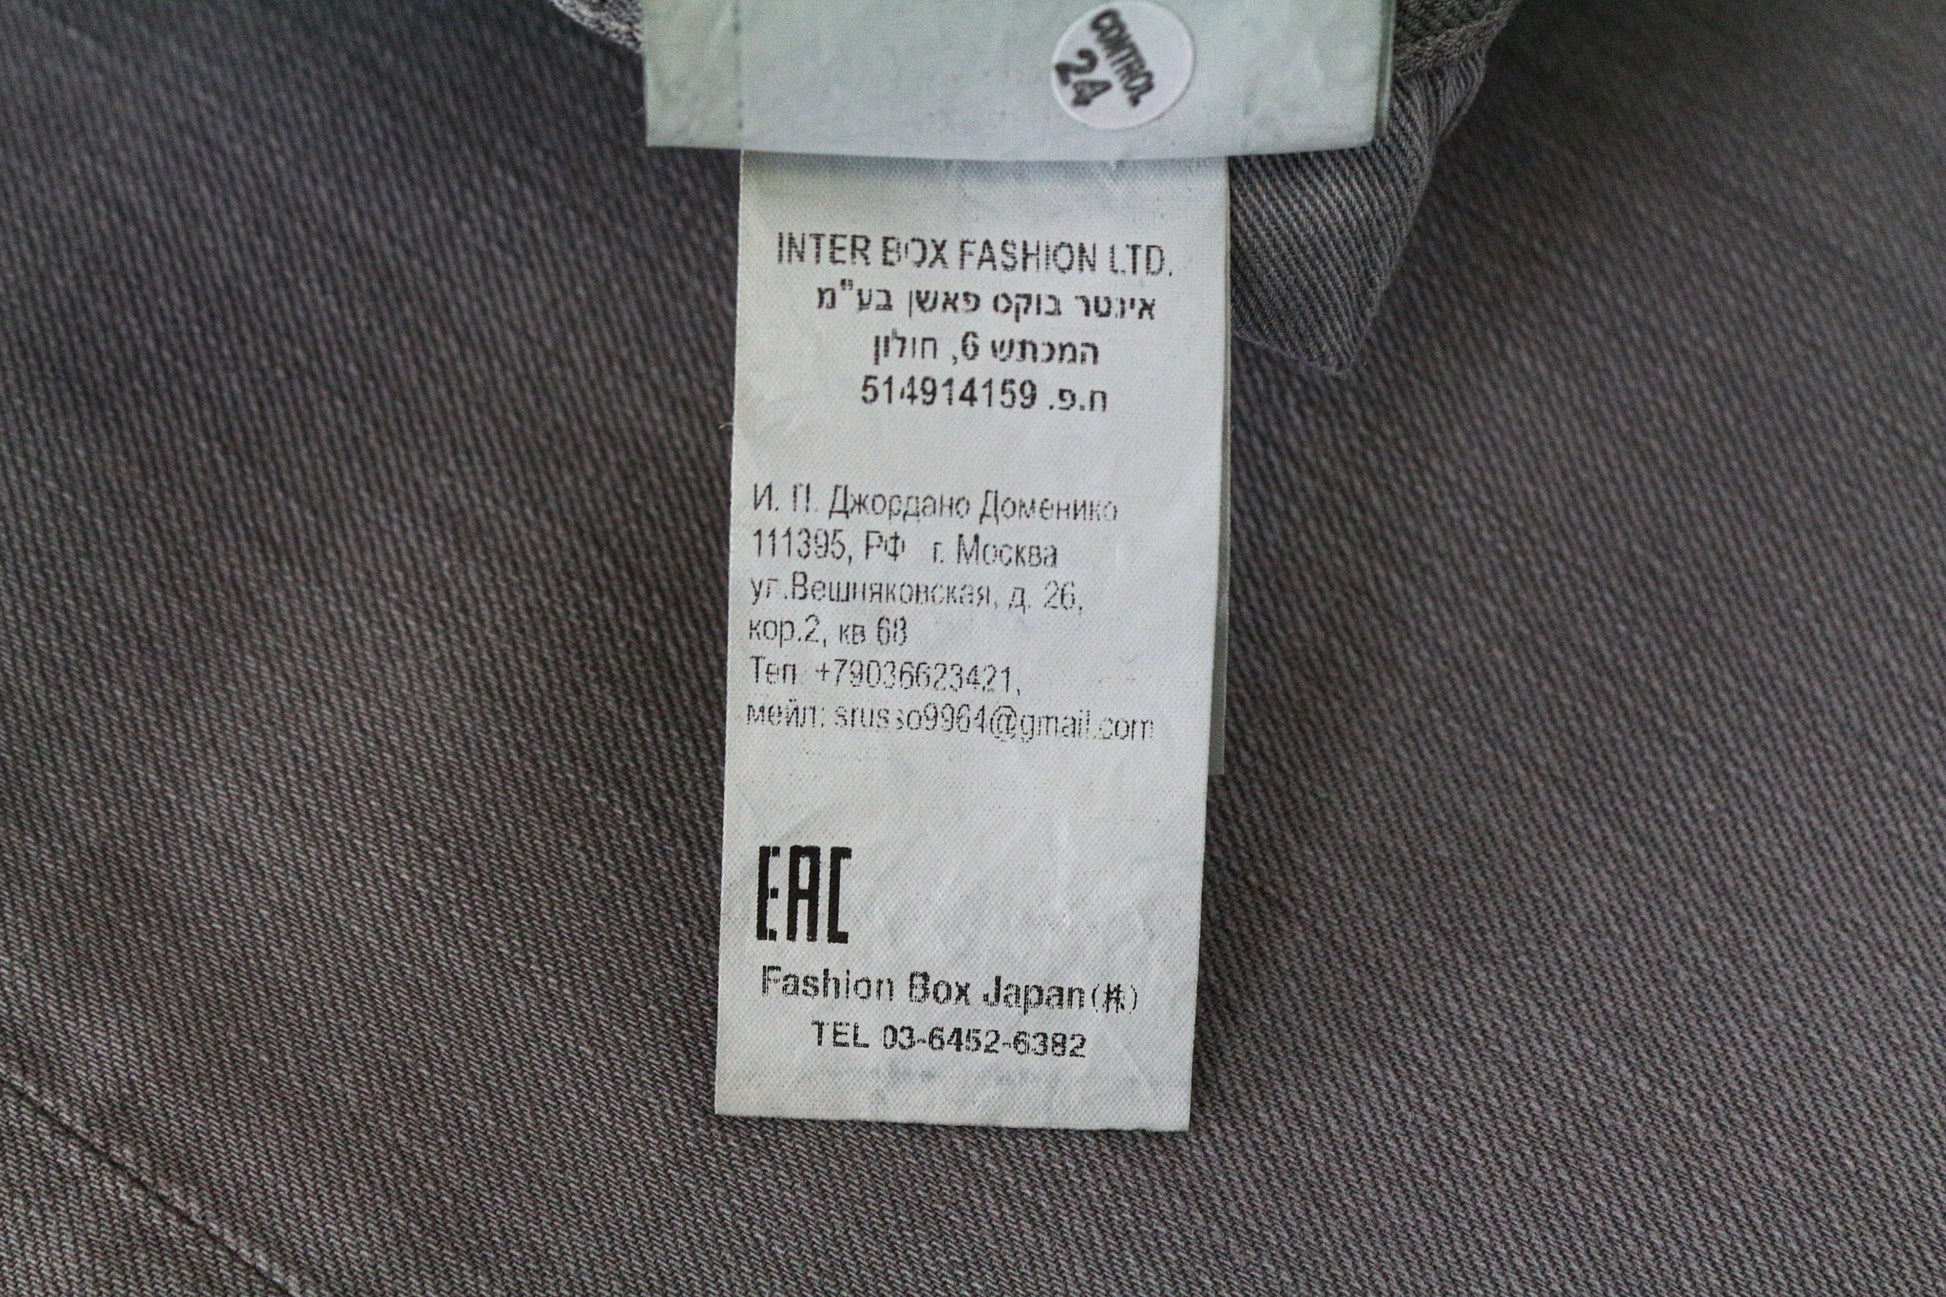 CONTROL
24
INTER BOX FASHION LTD.
אינטר בוקס פאשן בע"מ
המכתש 6, חולון
ח.פ. 514914159
И. П. Джордано Доменико
111395, РФ г. Москва
ул.Вешняковская, д. 26,
кор.2, кв 68
Тел. +79036623421,
мейл: srusso9964@gmail.com
EAC
Fashion Box Japan(株)
TEL 03-6452-6382